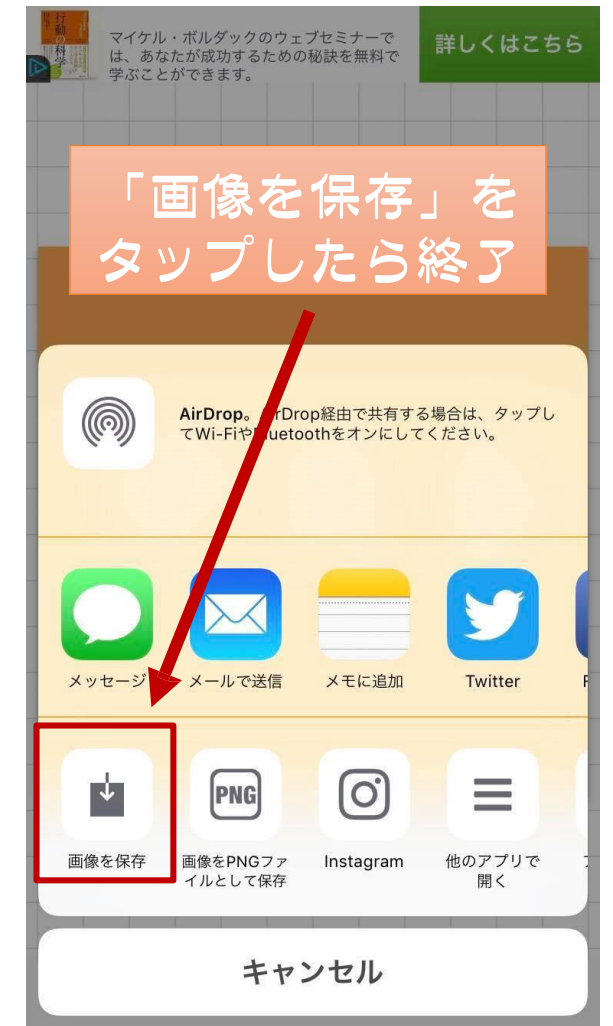 行動の科学
マイケル・ボルダックのウェブセミナーで
は、あなたが成功するための秘訣を無料で
学ぶことができます。
詳しくはこちら
「画像を保存」を
タップしたら終了
AirDrop。AirDrop経由で共有する場合は、タップし
てWi-FiやBluetoothをオンにしてください。
メッセージ
メールで送信
メモに追加
Twitter
F
PNG
画像を保存
画像をPNGファ
イルとして保存
Instagram
他のアプリで
開く
キャンセル